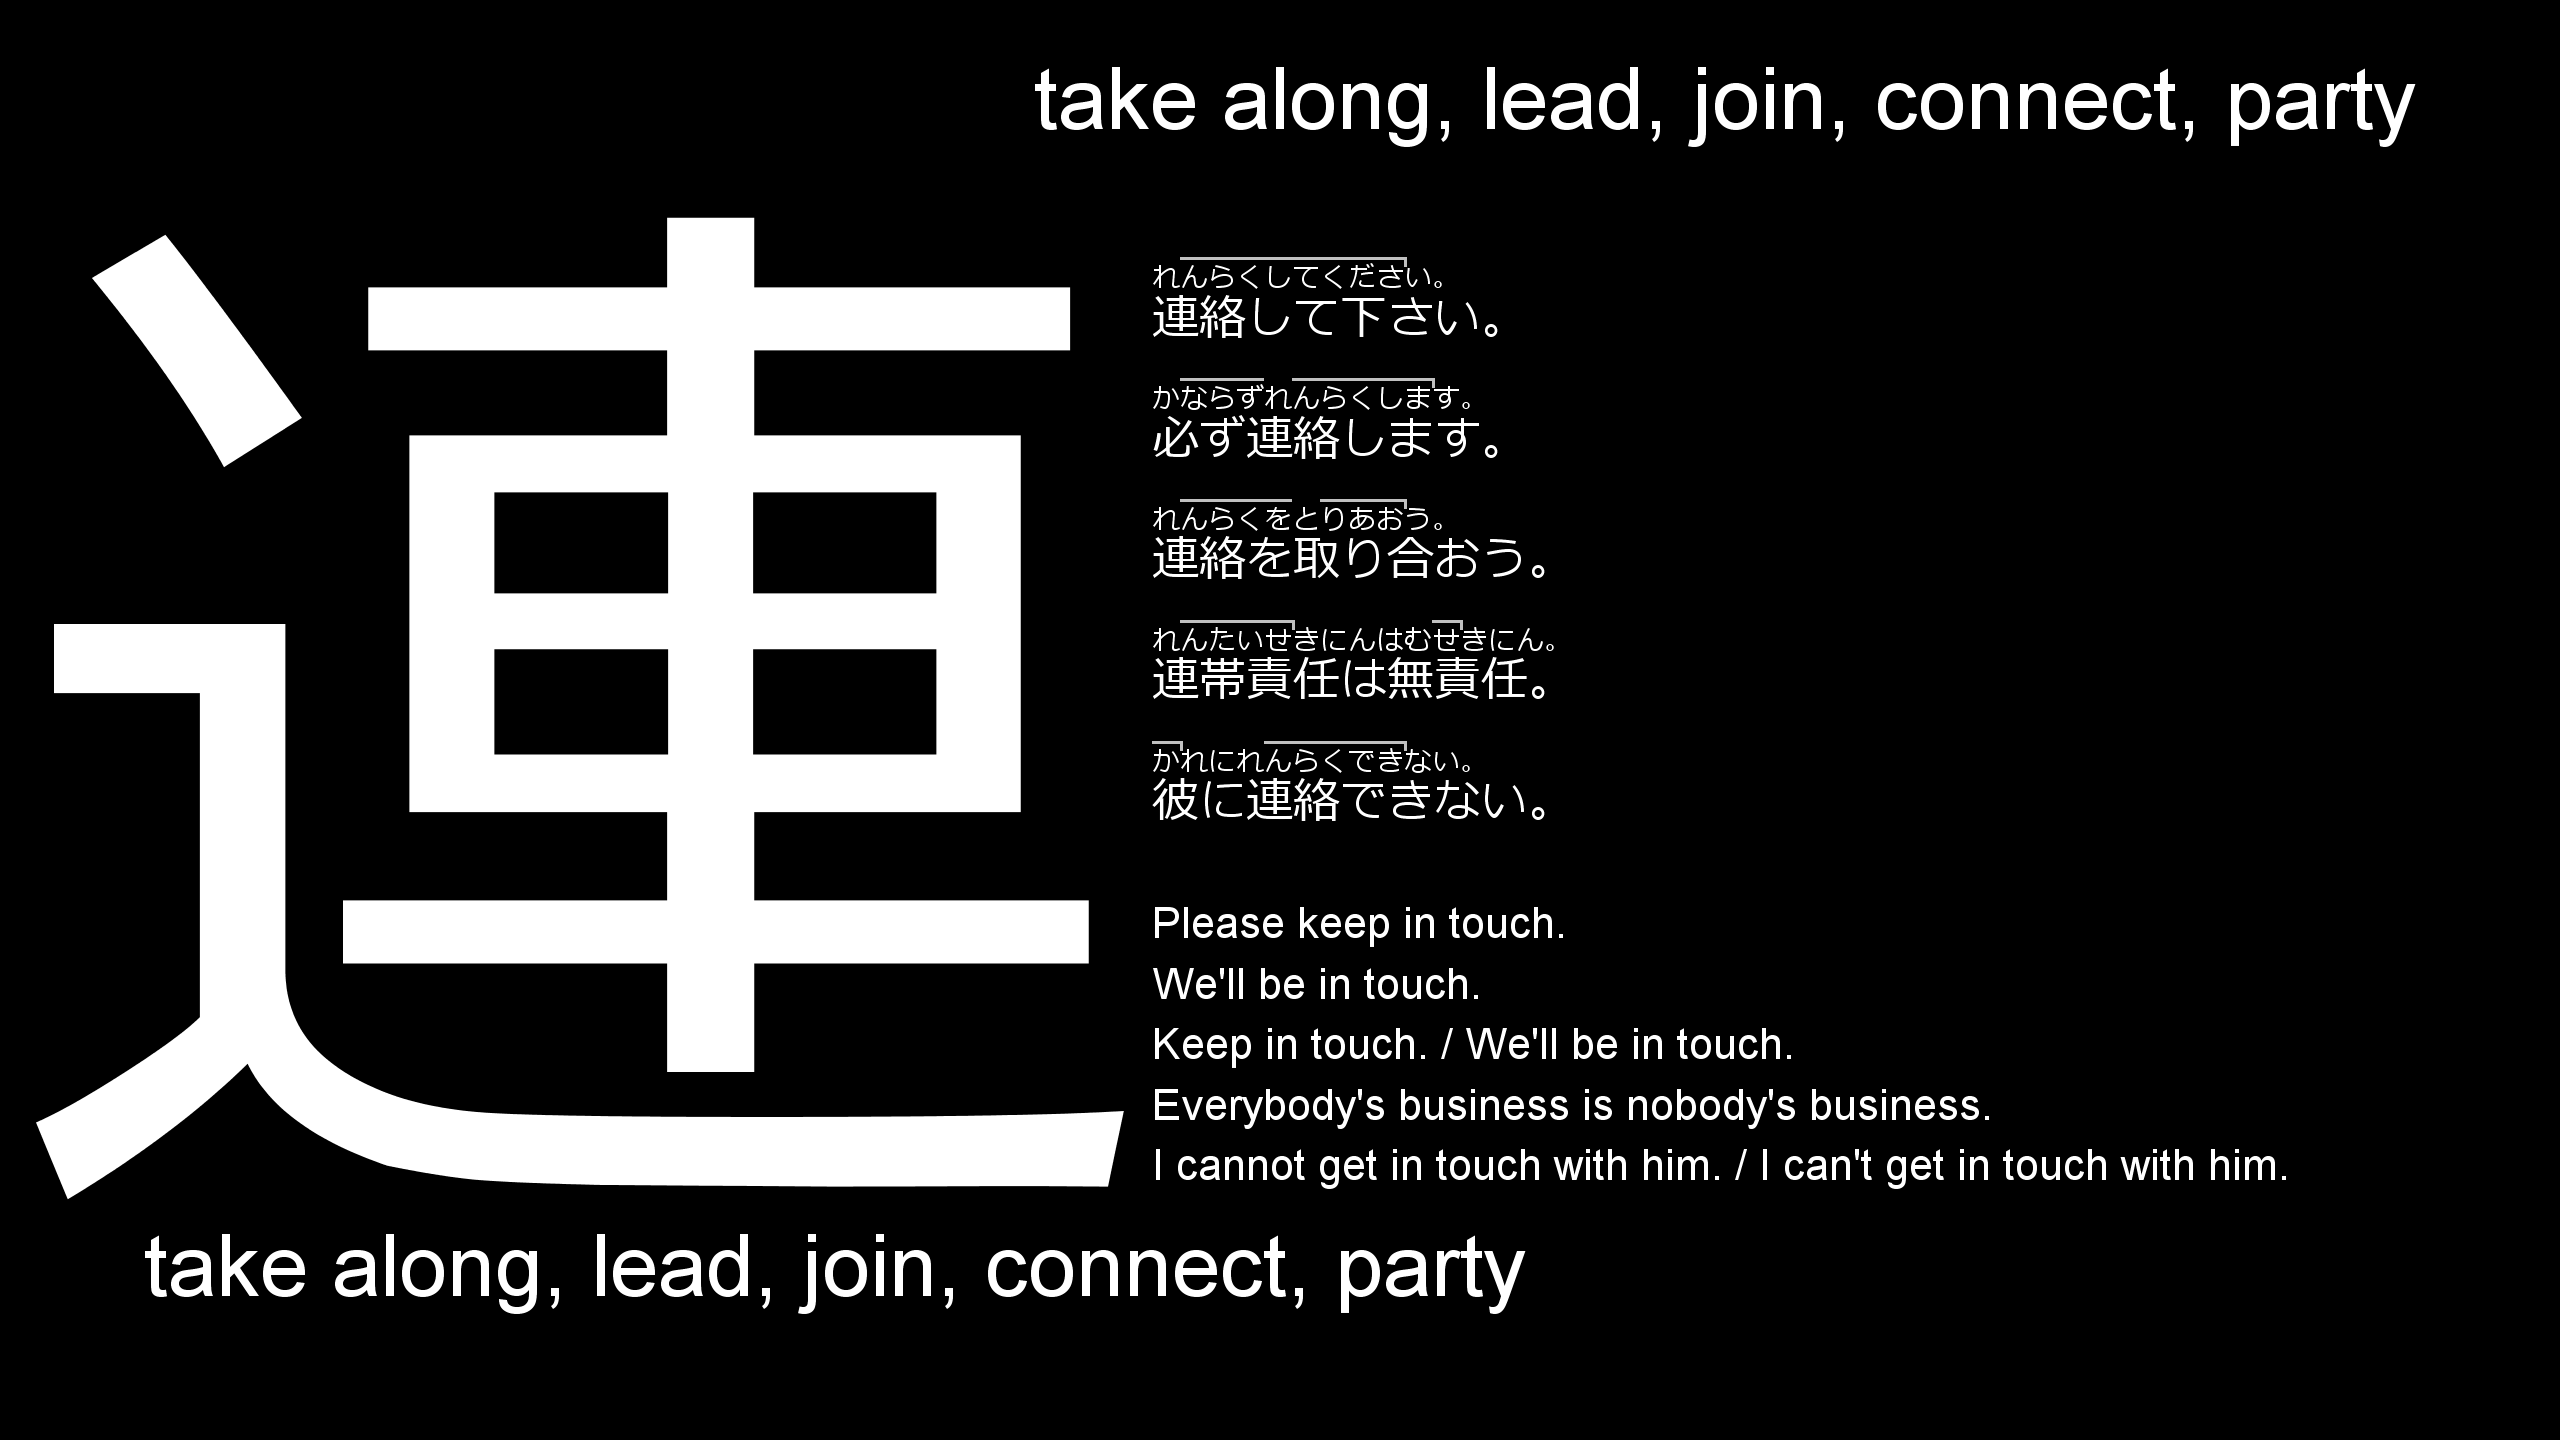 take along, lead, join, connect, party
連
れんらくしてください。
連絡して下さい。
かならずれんらくします。
必ず連絡します。
れんらくをとりあおう。
連絡を取り合おう。
れんたいせきにんはむせきにん。
連帯責任は無責任。
かれにれんらくできない。
彼に連絡できない。
Please keep in touch.
We'll be in touch.
Keep in touch. / We'll be in touch.
Everybody's business is nobody's business.
I cannot get in touch with him. / I can't get in touch with him.
take along, lead, join, connect, party